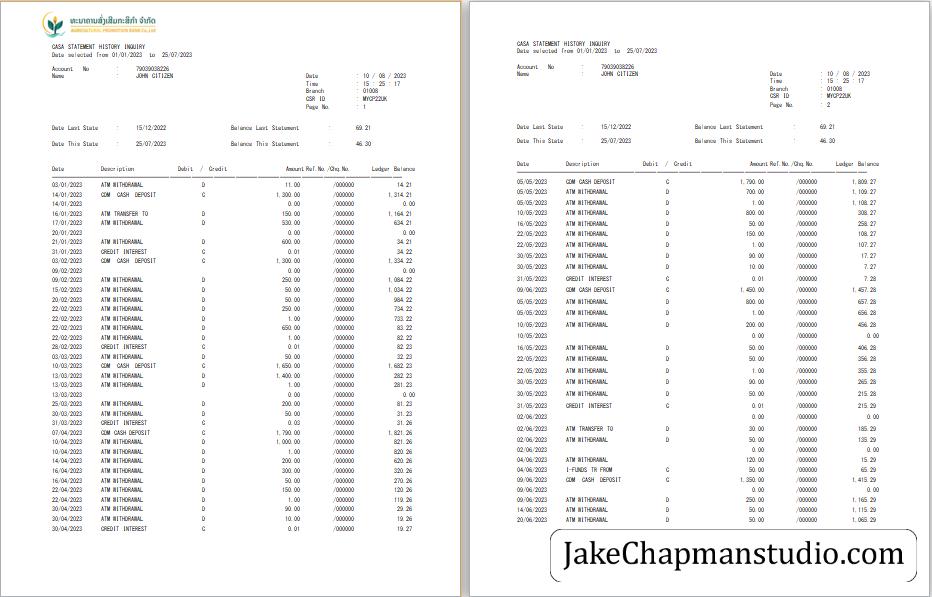 ทะนาคานส่งเสีมกะสิกำ จำกัด
AGRICULTURAL PROMOTION BANK Co.,Ltd
CASA STATEMENT HISTORY INQUIRY
Date selected from 01/01/2023 to 25/07/2023
Account No 79039038226
Name : JOHN CITIZEN
Date : 10 / 08 / 2023
Time : 15 : 25 : 17
Branch : 01008
CSR ID : MYCP22UK
Page No. : 1
Date Last State : 15/12/2022 Balance Last Statement : 69.21
Date This State : 25/07/2023 Balance This Statement : 46.30
Date Description Debit / Credit Amount Ref.No./Chq.No. Ledger Balance
03/01/2023 ATM WITHDRAWAL D 11.00 /000000 14.21
14/01/2023 CDM CASH DEPOSIT C 1,300.00 /000000 1,314.21
14/01/2023 0.00 /000000 0.00
16/01/2023 ATM TRANSFER TO D 150.00 /000000 1,164.21
17/01/2023 ATM WITHDRAWAL D 530.00 /000000 634.21
20/01/2023 0.00 /000000 0.00
21/01/2023 ATM WITHDRAWAL D 600.00 /000000 34.21
31/01/2023 CREDIT INTEREST C 0.01 /000000 34.22
03/02/2023 CDM CASH DEPOSIT C 1,300.00 /000000 1,334.22
09/02/2023 0.00 /000000 0.00
09/02/2023 ATM WITHDRAWAL D 250.00 /000000 1,084.22
15/02/2023 ATM WITHDRAWAL D 50.00 /000000 1,034.22
20/02/2023 ATM WITHDRAWAL D 50.00 /000000 984.22
22/02/2023 ATM WITHDRAWAL D 250.00 /000000 734.22
22/02/2023 ATM WITHDRAWAL D 1.00 /000000 733.22
22/02/2023 ATM WITHDRAWAL D 650.00 /000000 83.22
22/02/2023 ATM WITHDRAWAL D 1.00 /000000 82.22
28/02/2023 CREDIT INTEREST C 0.01 /000000 82.23
03/03/2023 ATM WITHDRAWAL D 50.00 /000000 32.23
10/03/2023 CDM CASH DEPOSIT C 1,650.00 /000000 1,682.23
13/03/2023 ATM WITHDRAWAL D 1,400.00 /000000 282.23
13/03/2023 ATM WITHDRAWAL D 1.00 /000000 281.23
13/03/2023 0.00 /000000 0.00
25/03/2023 ATM WITHDRAWAL D 200.00 /000000 81.23
30/03/2023 ATM WITHDRAWAL D 50.00 /000000 31.23
31/03/2023 CREDIT INTEREST C 0.03 /000000 31.26
07/04/2023 CDM CASH DEPOSIT C 1,790.00 /000000 1,821.26
10/04/2023 ATM WITHDRAWAL D 1,000.00 /000000 821.26
10/04/2023 ATM WITHDRAWAL D 1.00 /000000 820.26
14/04/2023 ATM WITHDRAWAL D 200.00 /000000 620.26
16/04/2023 ATM WITHDRAWAL D 300.00 /000000 320.26
16/04/2023 ATM WITHDRAWAL D 50.00 /000000 270.26
22/04/2023 ATM WITHDRAWAL D 150.00 /000000 120.26
22/04/2023 ATM WITHDRAWAL D 1.00 /000000 119.26
30/04/2023 ATM WITHDRAWAL D 90.00 /000000 29.26
30/04/2023 ATM WITHDRAWAL D 10.00 /000000 19.26
30/04/2023 CREDIT INTEREST C 0.01 /000000 19.27
CASA STATEMENT HISTORY INQUIRY
Date selected from 01/01/2023 to 25/07/2023
Account No 79039038226
Name : JOHN CITIZEN
Date : 10 / 08 / 2023
Time : 15 : 25 : 17
Branch : 01008
CSR ID : MYCP22UK
Page No. : 2
Date Last State : 15/12/2022 Balance Last Statement : 69.21
Date This State : 25/07/2023 Balance This Statement : 46.30
Date Description Debit / Credit Amount Ref.No./Chq.No. Ledger Balance
05/05/2023 CDM CASH DEPOSIT C 1,790.00 /000000 1,809.27
05/05/2023 ATM WITHDRAWAL D 700.00 /000000 1,109.27
05/05/2023 ATM WITHDRAWAL D 1.00 /000000 1,108.27
10/05/2023 ATM WITHDRAWAL D 800.00 /000000 308.27
16/05/2023 ATM WITHDRAWAL D 50.00 /000000 258.27
22/05/2023 ATM WITHDRAWAL D 150.00 /000000 108.27
22/05/2023 ATM WITHDRAWAL D 1.00 /000000 107.27
30/05/2023 ATM WITHDRAWAL D 90.00 /000000 17.27
30/05/2023 ATM WITHDRAWAL D 10.00 /000000 7.27
31/05/2023 CREDIT INTEREST C 0.01 /000000 7.28
09/06/2023 CDM CASH DEPOSIT C 1,450.00 /000000 1,457.28
05/05/2023 ATM WITHDRAWAL D 800.00 /000000 657.28
05/05/2023 ATM WITHDRAWAL D 1.00 /000000 656.28
10/05/2023 ATM WITHDRAWAL D 200.00 /000000 456.28
10/05/2023 0.00 /000000 0.00
16/05/2023 ATM WITHDRAWAL D 50.00 /000000 406.28
22/05/2023 ATM WITHDRAWAL D 50.00 /000000 356.28
22/05/2023 ATM WITHDRAWAL D 1.00 /000000 355.28
30/05/2023 ATM WITHDRAWAL D 90.00 /000000 265.28
30/05/2023 ATM WITHDRAWAL D 50.00 /000000 215.28
31/05/2023 CREDIT INTEREST C 0.01 /000000 215.29
02/06/2023 0.00 /000000 0.00
02/06/2023 ATM TRANSFER TO D 30.00 /000000 185.29
02/06/2023 ATM WITHDRAWAL D 50.00 /000000 135.29
02/06/2023 0.00 /000000 0.00
04/06/2023 ATM WITHDRAWAL D 120.00 /000000 15.29
04/06/2023 I-FUNDS TR FROM C 50.00 /000000 65.29
09/06/2023 CDM CASH DEPOSIT C 1,350.00 /000000 1,415.29
09/06/2023 0.00 /000000 0.00
09/06/2023 ATM WITHDRAWAL D 250.00 /000000 1,165.29
14/06/2023 ATM WITHDRAWAL D 50.00 /000000 1,115.29
20/06/2023 ATM WITHDRAWAL D 50.00 /000000 1,065.29
JakeChapmanstudio.com